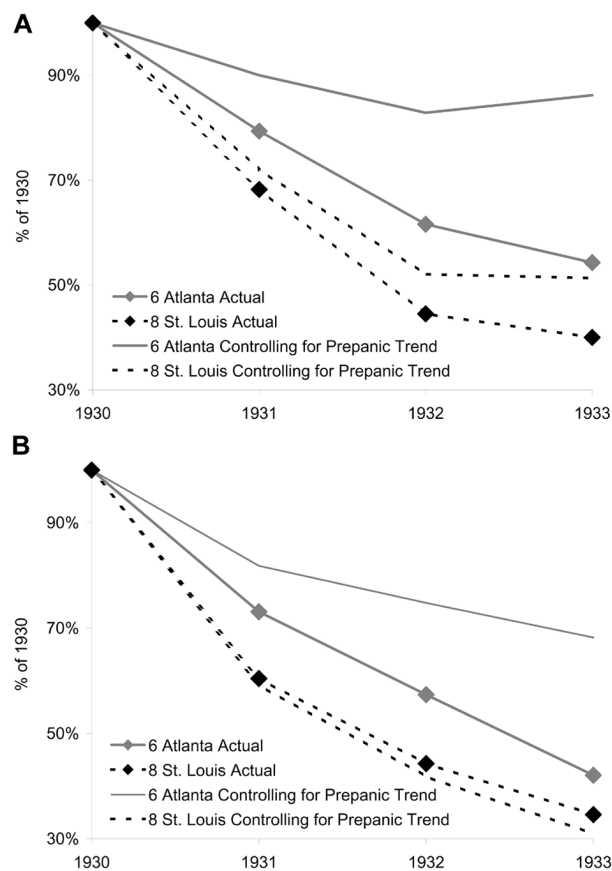 A
90%
70%
50%
30%
% of 1930
6 Atlanta Actual
8 St. Louis Actual
6 Atlanta Controlling for Prepanic Trend
8 St. Louis Controlling for Prepanic Trend
1930 1931 1932 1933
B
90%
70%
50%
30%
% of 1930
6 Atlanta Actual
8 St. Louis Actual
6 Atlanta Controlling for Prepanic Trend
8 St. Louis Controlling for Prepanic Trend
1930 1931 1932 1933